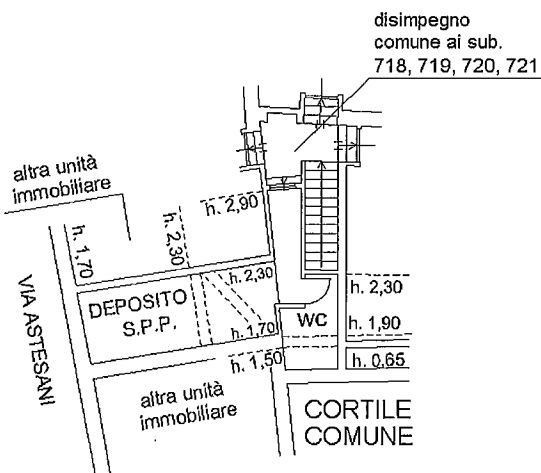 disimpegno
comune ai sub.
718, 719, 720, 721
altra unità
immobiliare
h. 2,90
h. 2,30
h. 1,70
h. 2,30
h. 2,30
DEPOSITO
S.P.P.
h. 1,70
WC
h. 1,90
VIA ASTESANI
h. 1,50
h. 0,65
altra unità
immobiliare
CORTILE
COMUNE